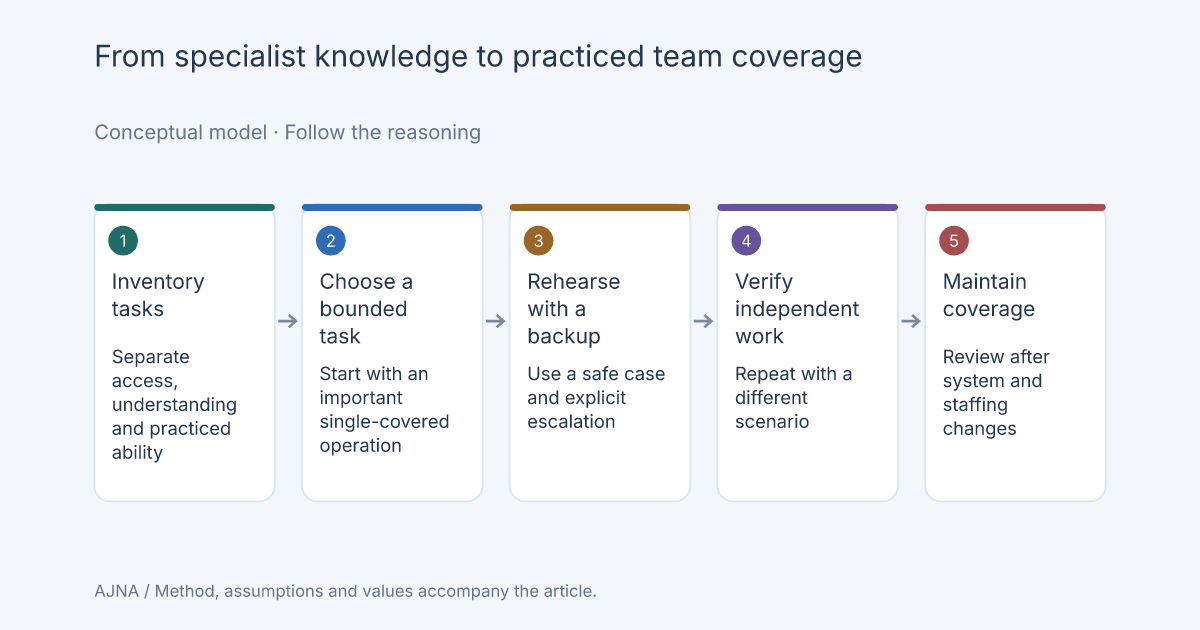 From specialist knowledge to practiced team coverage
Conceptual model · Follow the reasoning
1
Inventory
tasks
Separate
access,
understanding
and practiced
ability
2
Choose a
bounded
task
Start with an
important
single-covered
operation
3
Rehearse
with a
backup
Use a safe case
and explicit
escalation
4
Verify
independent
work
Repeat with a
different
scenario
5
Maintain
coverage
Review after
system and
staffing
changes
AJNA / Method, assumptions and values accompany the article.